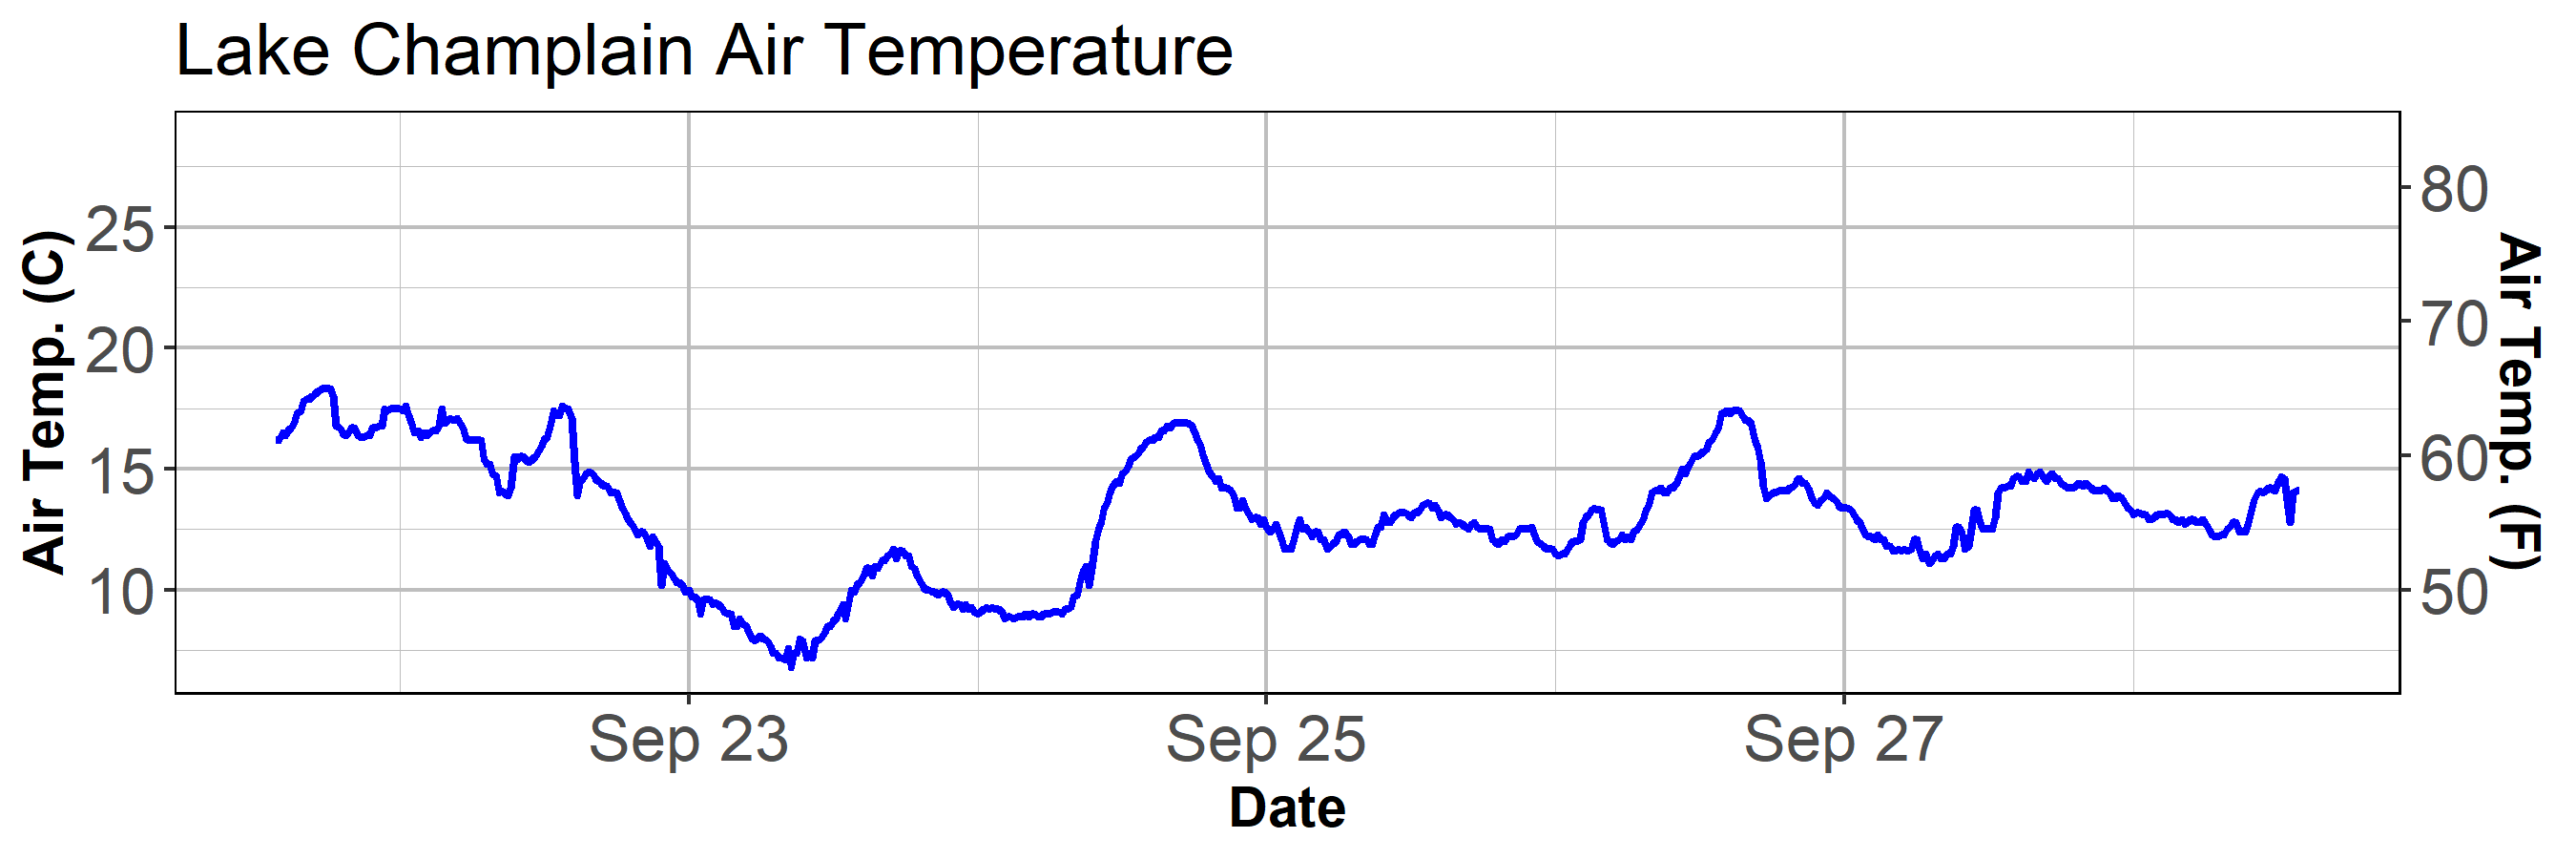 Lake Champlain Air Temperature
Air Temp. (C)
25
20
15
10
80
70
60
50
Air Temp. (F)
Sep 23 Sep 25 Sep 27
Date